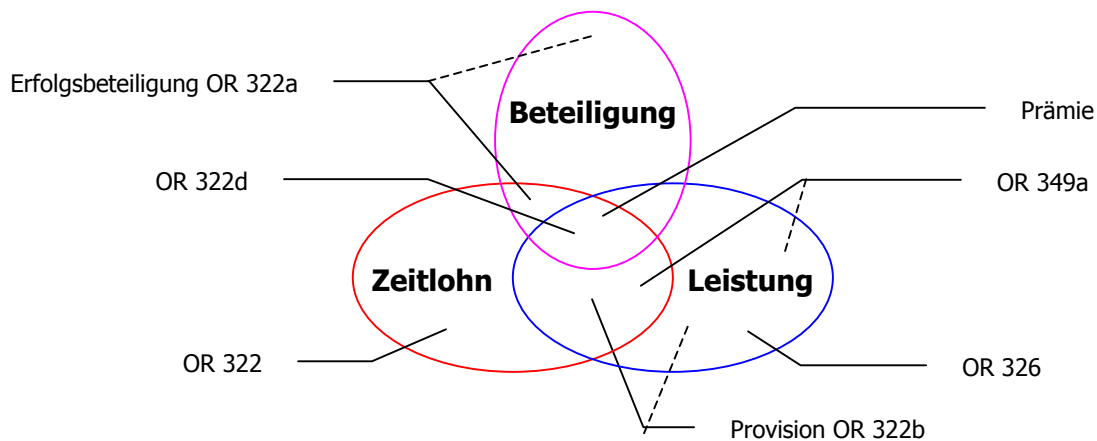 Erfolgsbeteiligung OR 322a
Beteiligung
Prämie
OR 322d
OR 349a
Zeitlohn
Leistung
OR 322
OR 326
Provision OR 322b